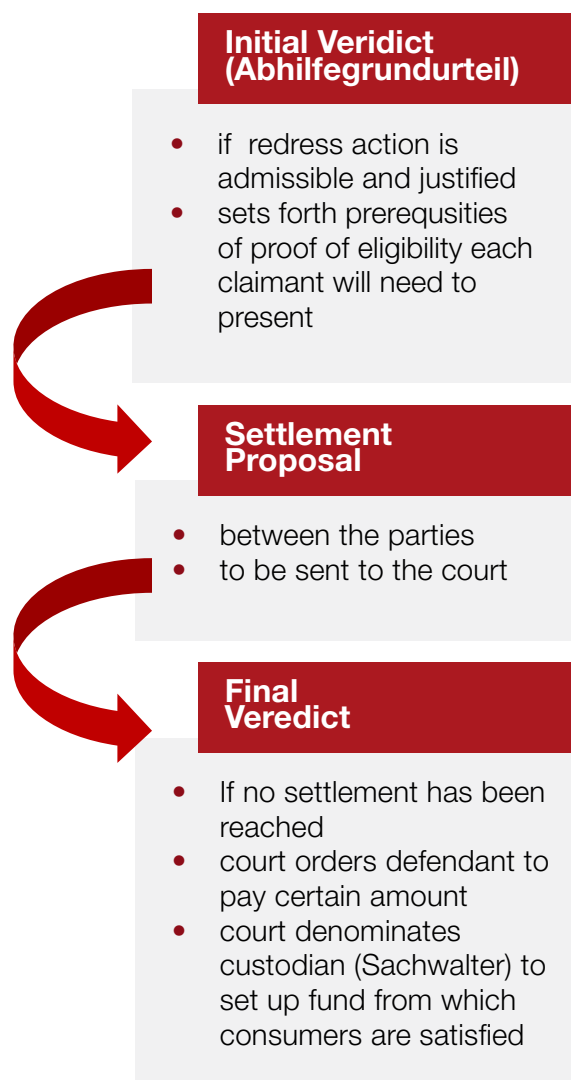 Initial Veridict
(Abhilfegrundurteil)
• if redress action is
admissible and justified
• sets forth prerequsities
of proof of eligibility each
claimant will need to
present
Settlement
Proposal
• between the parties
• to be sent to the court
Final
Veredict
• If no settlement has been
reached
• court orders defendant to
pay certain amount
• court denominates
custodian (Sachwalter) to
set up fund from which
consumers are satisfied